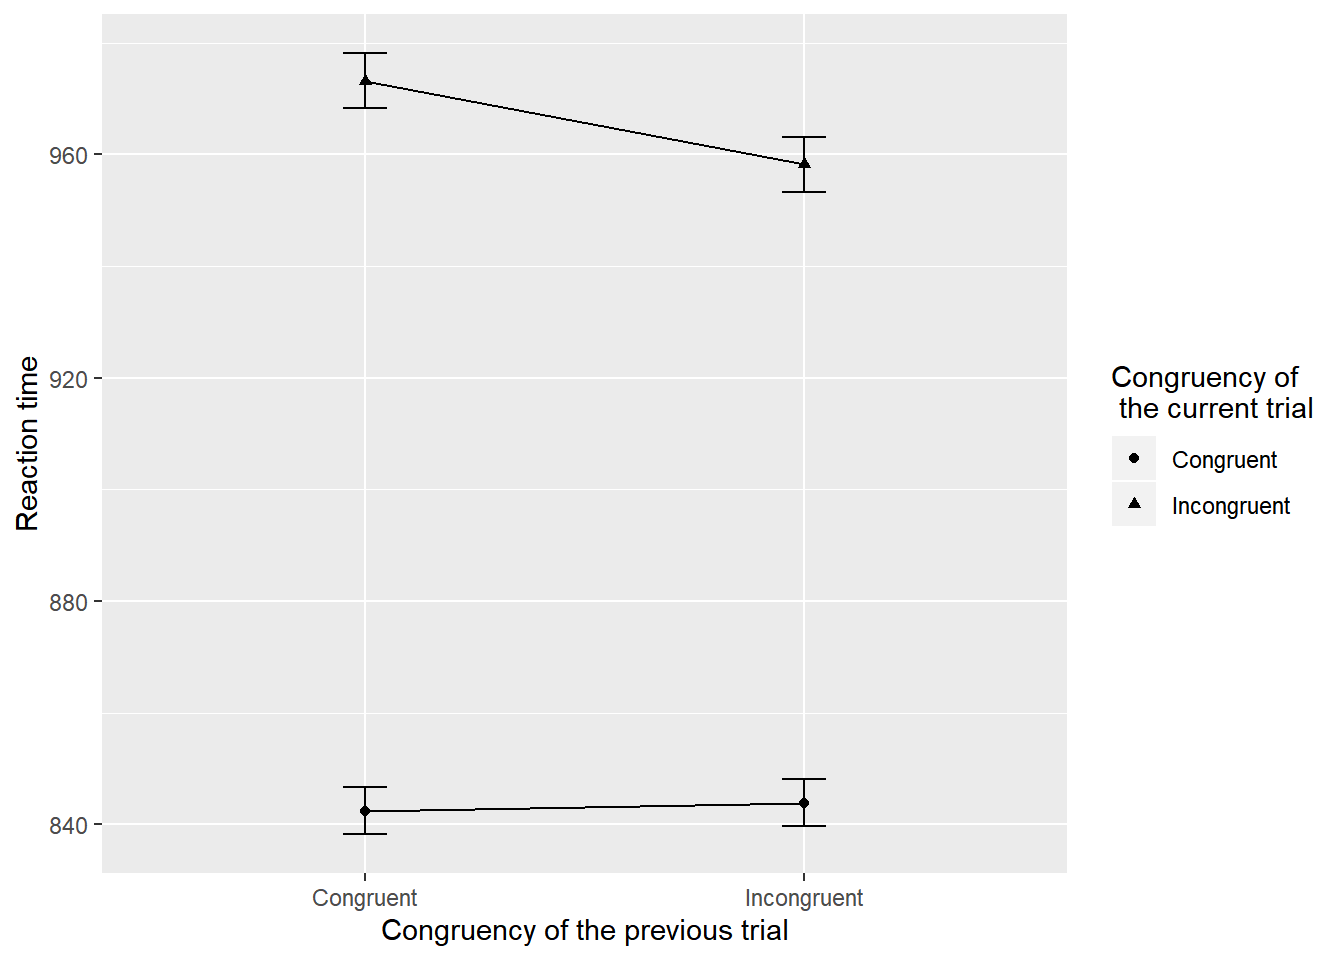 960
920
880
840
Reaction time
Congruent
Incongruent
Congruency of the previous trial
Congruency of
the current trial
Congruent
Incongruent